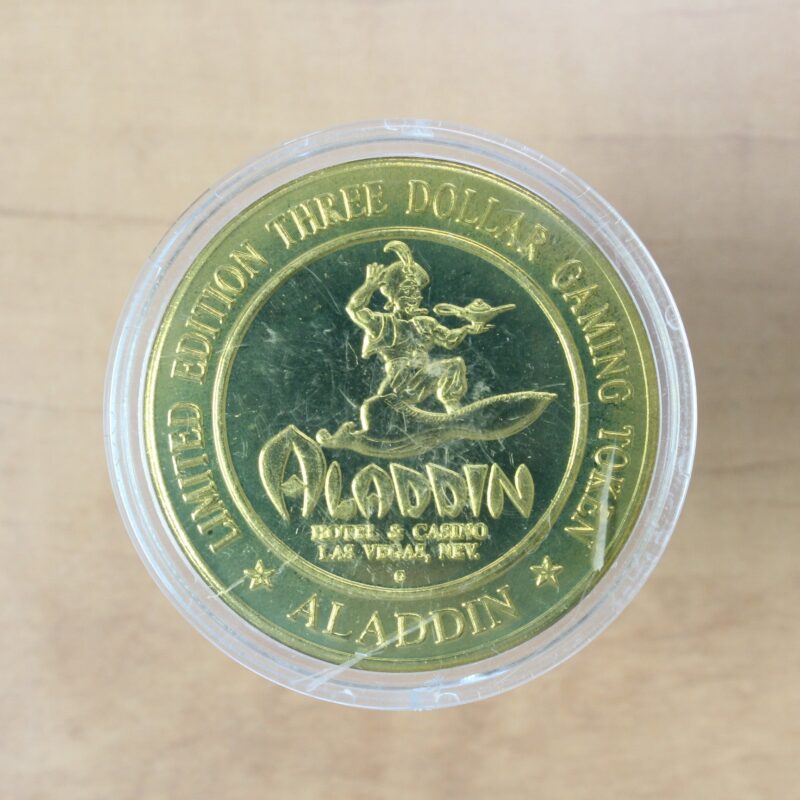 LIMITED EDITION THREE DOLLAR GAMING TOKEN
ALADDIN
HOTEL & CASINO
LAS VEGAS, NEV.
G
ALADDIN